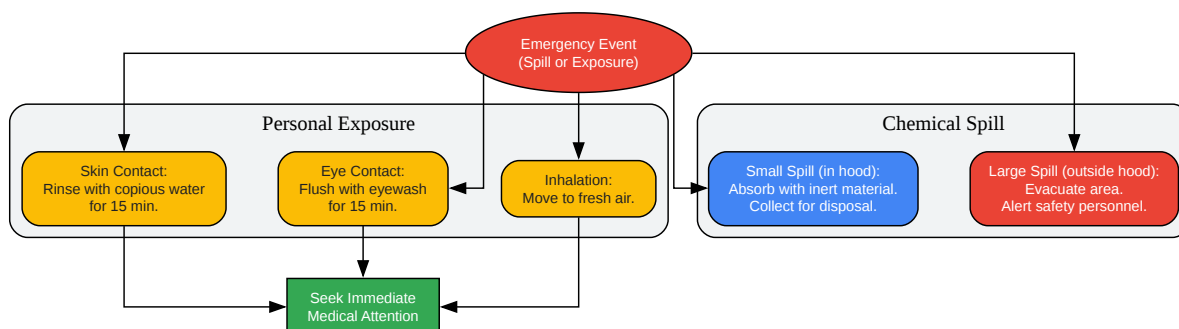 Emergency Event
(Spill or Exposure)
Personal Exposure
Chemical Spill
Skin Contact:
Rinse with copious water
for 15 min.
Eye Contact:
Flush with eyewash
for 15 min.
Inhalation:
Move to fresh air.
Small Spill (in hood):
Absorb with inert material.
Collect for disposal.
Large Spill (outside hood):
Evacuate area.
Alert safety personnel.
Seek Immediate
Medical Attention